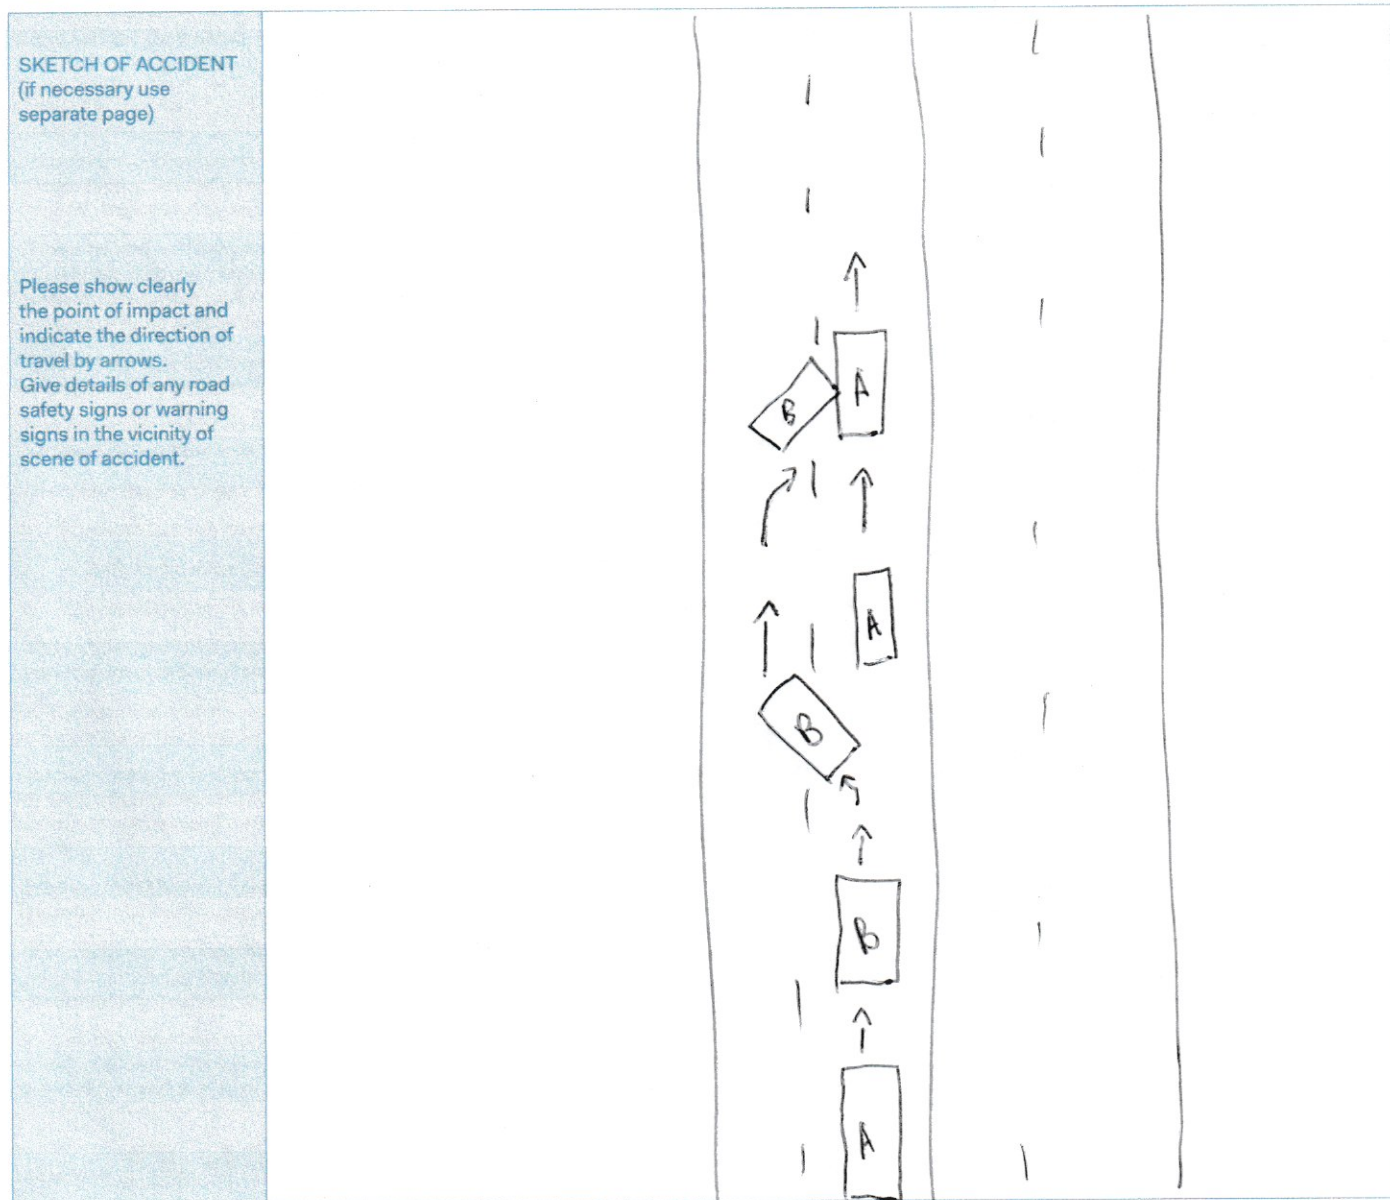 SKETCH OF ACCIDENT
(if necessary use
separate page)
Please show clearly
the point of impact and
indicate the direction of
travel by arrows.
Give details of any road
safety signs or warning
signs in the vicinity of
scene of accident.
A
B
A
B
B
A